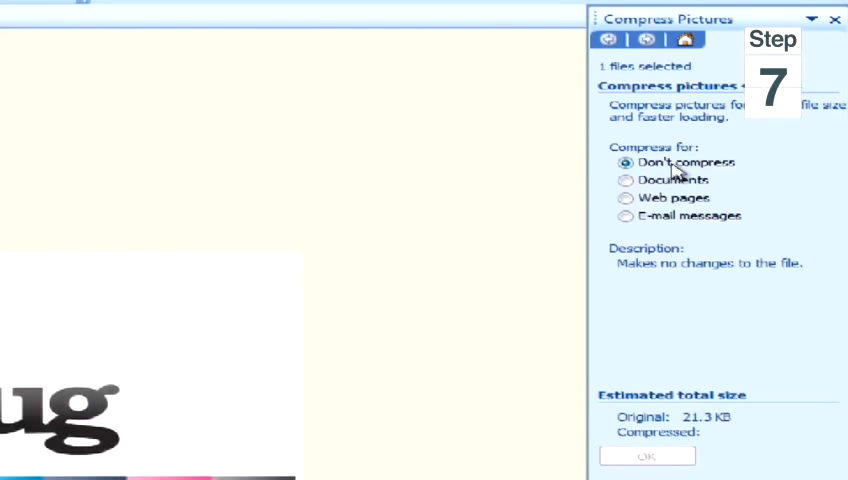 Compress Pictures
Step
7
1 files selected
Compress pictures
Compress pictures for file size
and faster loading.
Compress for:
Don't compress
Documents
Web pages
E-mail messages
Description:
Makes no changes to the file.
ug
Estimated total size
Original: 21.3 KB
Compressed:
OK